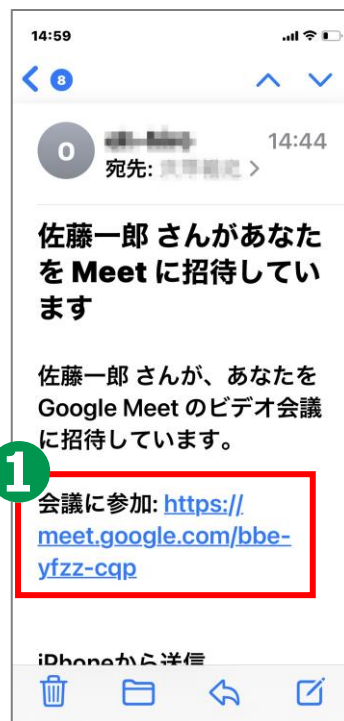 14:59
8
O
14:44
宛先:
佐藤一郎 さんがあなた
を Meet に招待してい
ます
佐藤一郎 さんが、あなたを
Google Meet のビデオ会議
に招待しています。
1
会議に参加: https://
meet.google.com/bbe-
yfzz-cqp
iPhoneから送信